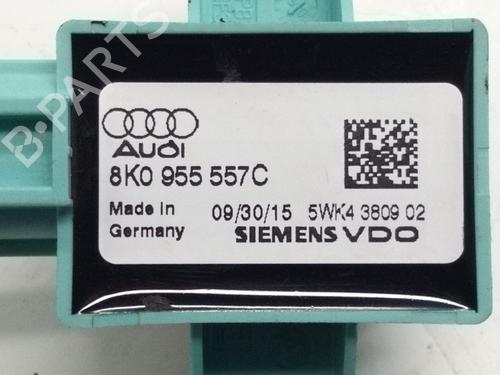 AUDI
8K0 955 557C
Made in Germany
09/30/15 5WK4 3809 02
SIEMENS VDO
B-PARTS